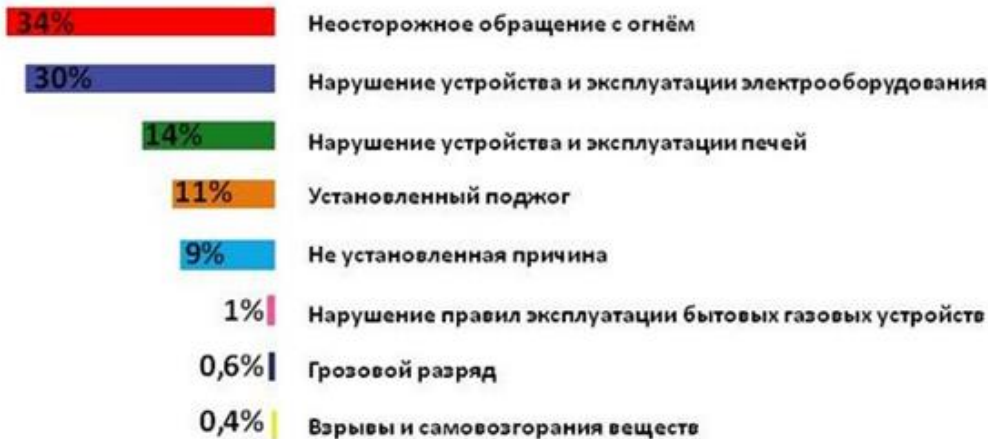 34% Неосторожное обращение с огнём
30% Нарушение устройства и эксплуатации электрооборудования
14% Нарушение устройства и эксплуатации печей
11% Установленный поджог
9% Не установленная причина
1% Нарушение правил эксплуатации бытовых газовых устройств
0,6% Грозовой разряд
0,4% Взрывы и самовозгорания веществ